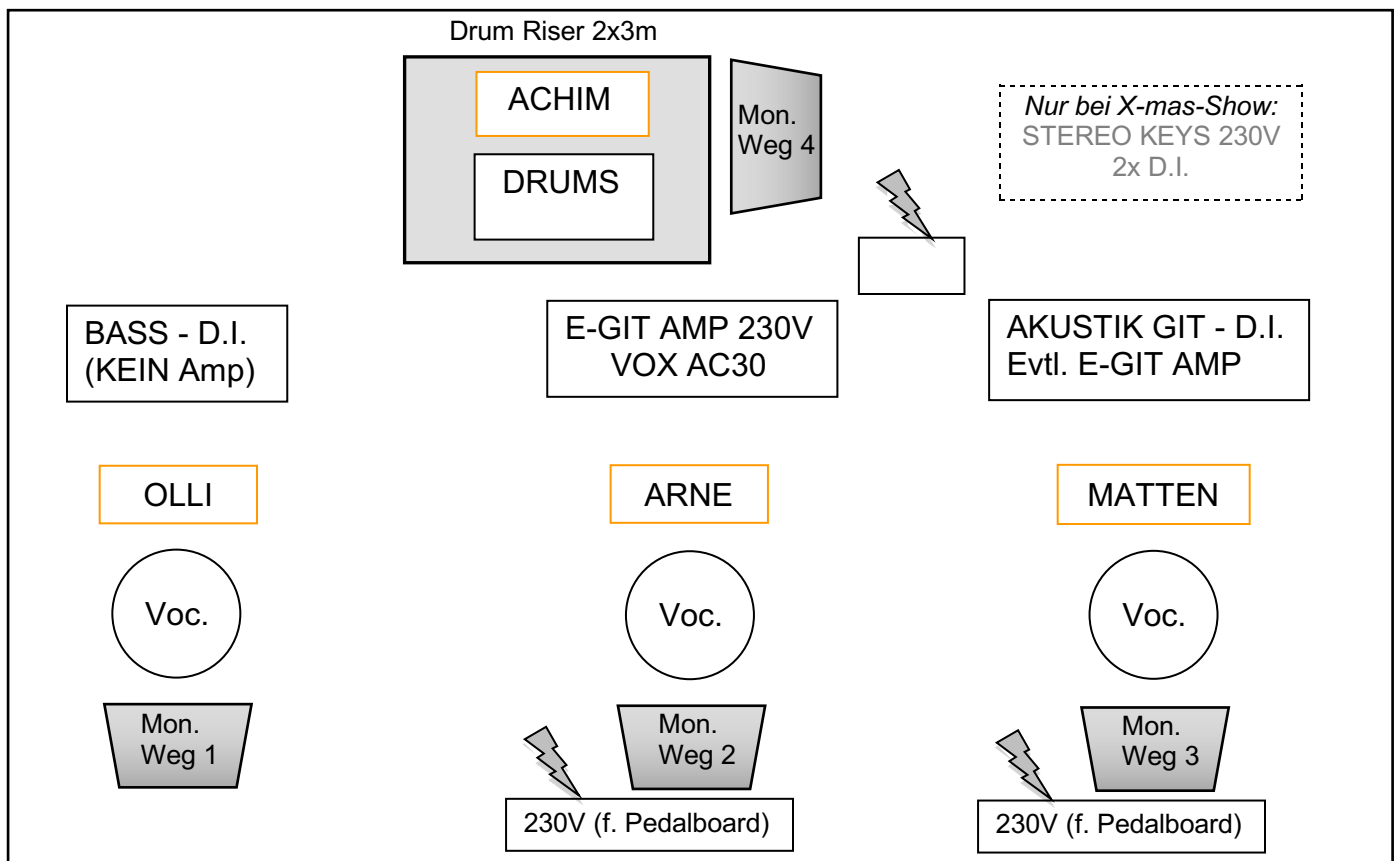 Drum Riser 2x3m
ACHIM
DRUMS
Mon.
Weg 4
Nur bei X-mas-Show:
STEREO KEYS 230V
2x D.I.
BASS - D.I.
(KEIN Amp)
E-GIT AMP 230V
VOX AC30
AKUSTIK GIT - D.I.
Evtl. E-GIT AMP
OLLI
ARNE
MATTEN
Voc.
Voc.
Voc.
Mon.
Weg 1
Mon.
Weg 2
Mon.
Weg 3
230V (f. Pedalboard)
230V (f. Pedalboard)